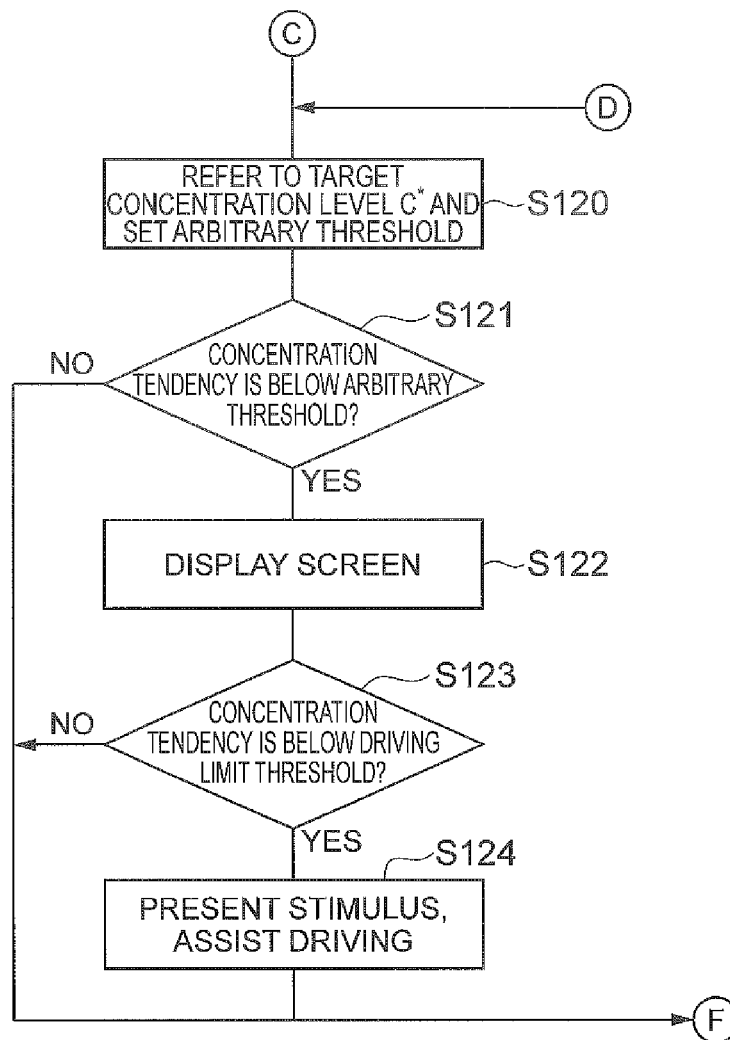 C
D
REFER TO TARGET
CONCENTRATION LEVEL C* AND
SET ARBITRARY THRESHOLD
S120
S121
NO
CONCENTRATION
TENDENCY IS BELOW ARBITRARY
THRESHOLD?
YES
DISPLAY SCREEN
S122
S123
NO
CONCENTRATION
TENDENCY IS BELOW DRIVING
LIMIT THRESHOLD?
YES
S124
PRESENT STIMULUS,
ASSIST DRIVING
F